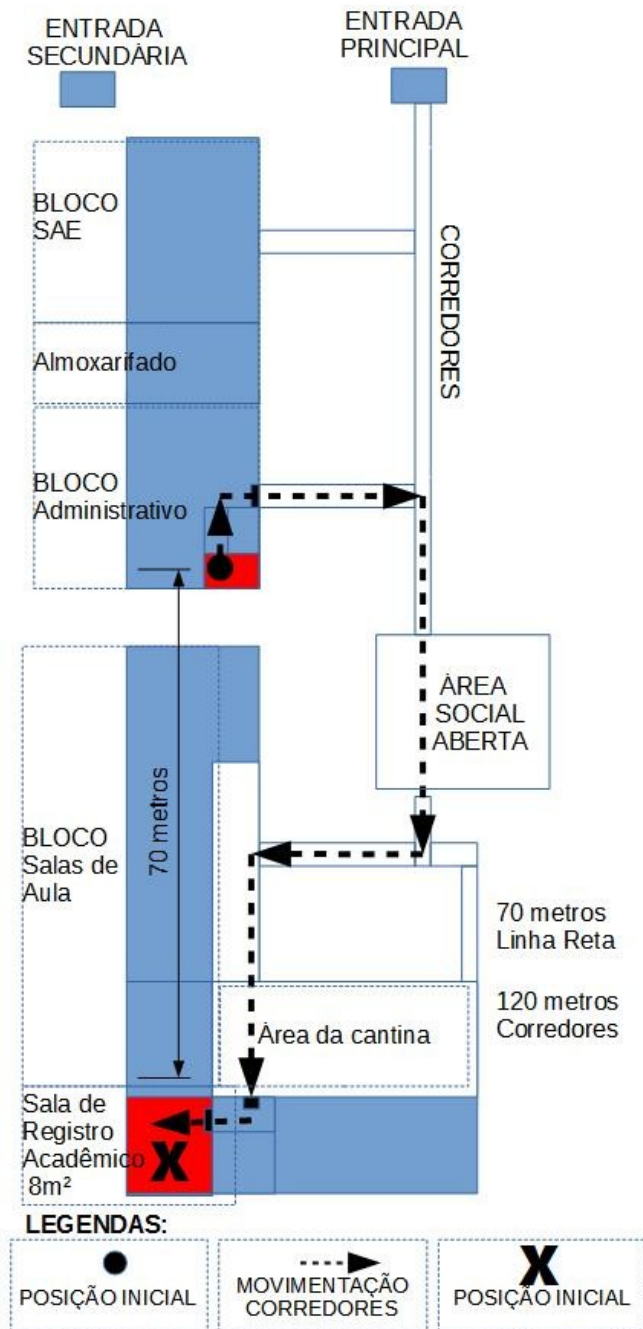 ENTRADA
SECUNDÁRIA
ENTRADA
PRINCIPAL
BLOCO
SAE
CORREDORES
Almoxarifado
BLOCO
Administrativo
ÁREA
SOCIAL
ABERTA
70 metros
BLOCO
Salas de
Aula
70 metros
Linha Reta
120 metros
Corredores
Área da cantina
Sala de
Registro
Acadêmico
8m²
X
LEGENDAS:
POSIÇÃO INICIAL
MOVIMENTAÇÃO
CORREDORES
X
POSIÇÃO INICIAL